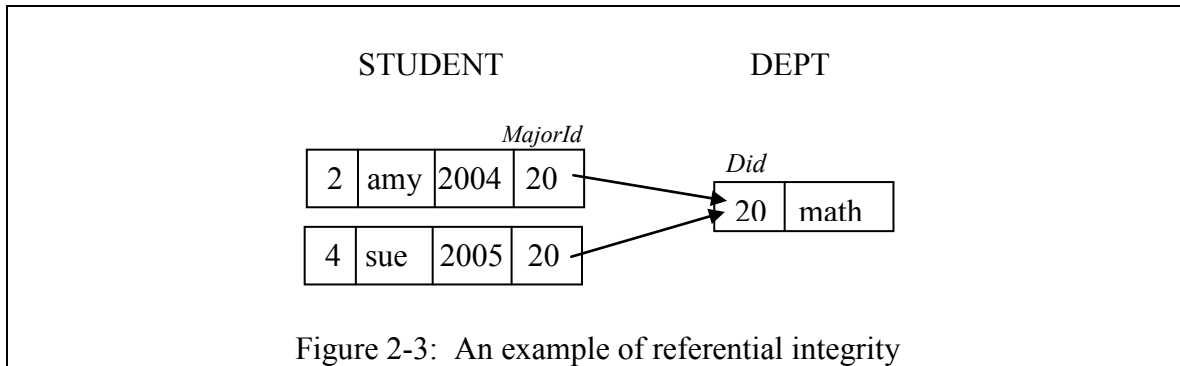 STUDENT DEPT
MajorId
2 amy 2004 20
Did
20 math
4 sue 2005 20
Figure 2-3: An example of referential integrity